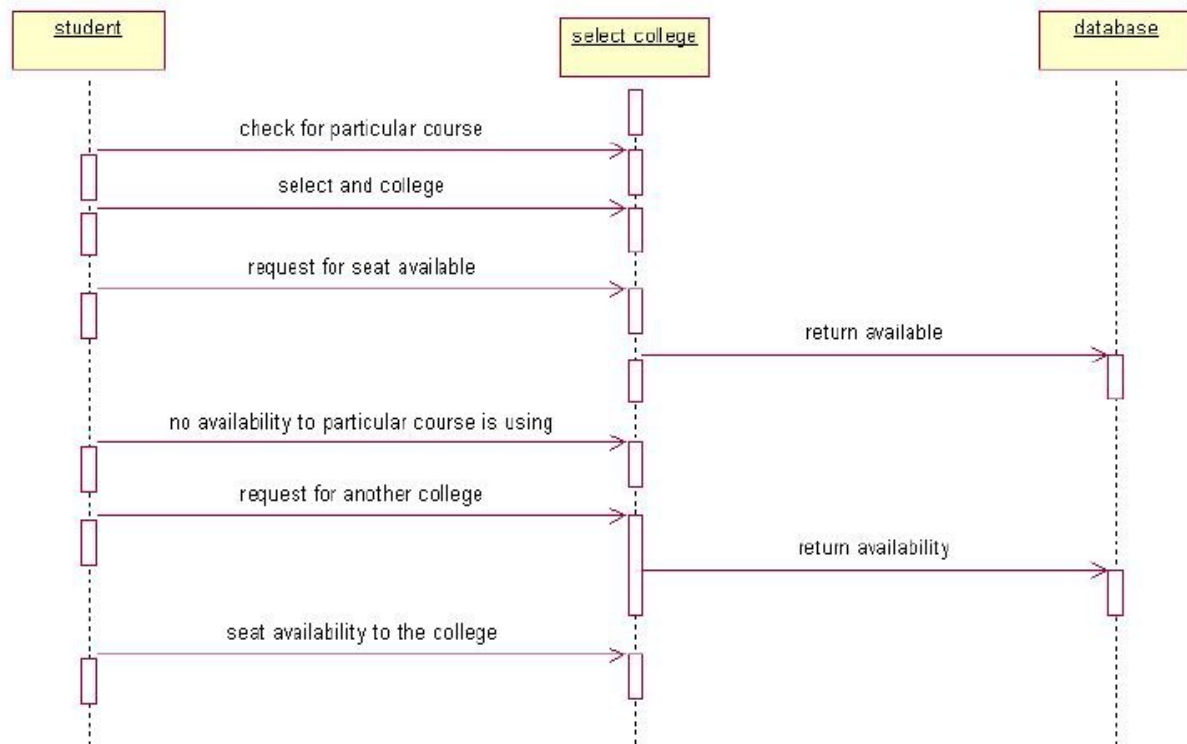 student
select college
database
check for particular course
select and college
request for seat available
return available
no availability to particular course is using
request for another college
return availability
seat availability to the college